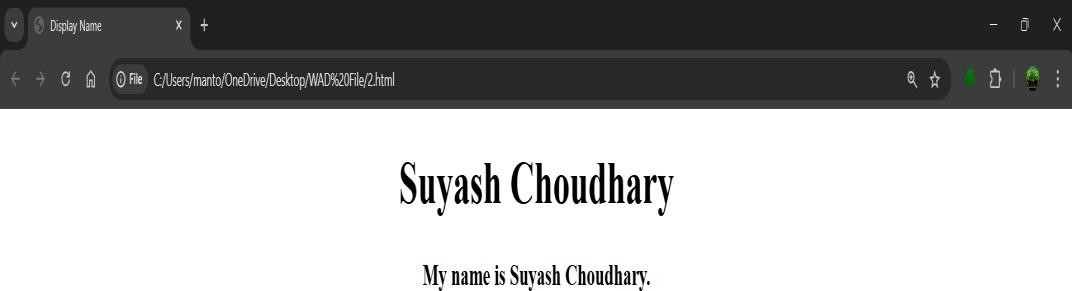 Display Name
File C:/Users/manto/OneDrive/Desktop/WAD%20File/2.html
Suyash Choudhary
My name is Suyash Choudhary.